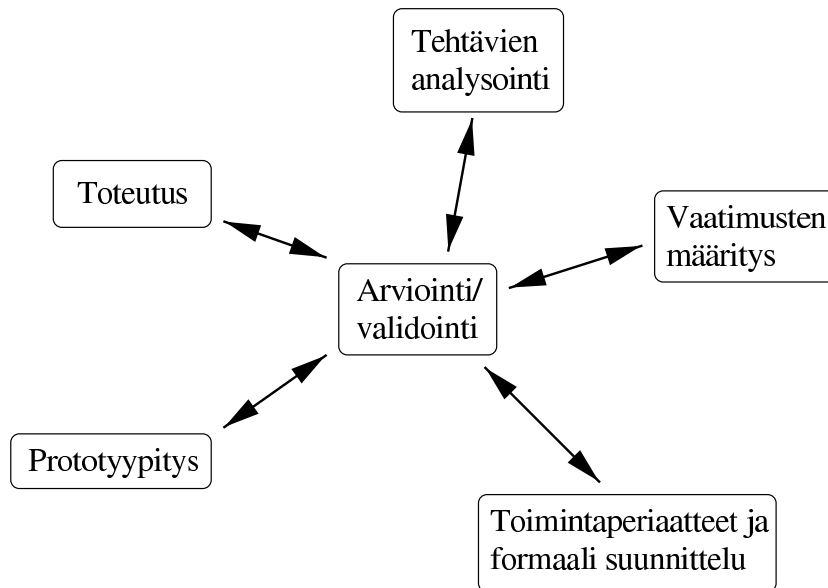 Tehtävien
analysointi
Toteutus
Vaatimusten
määritys
Arviointi/
validointi
Prototyypitys
Toimintaperiaatteet ja
formaali suunnittelu